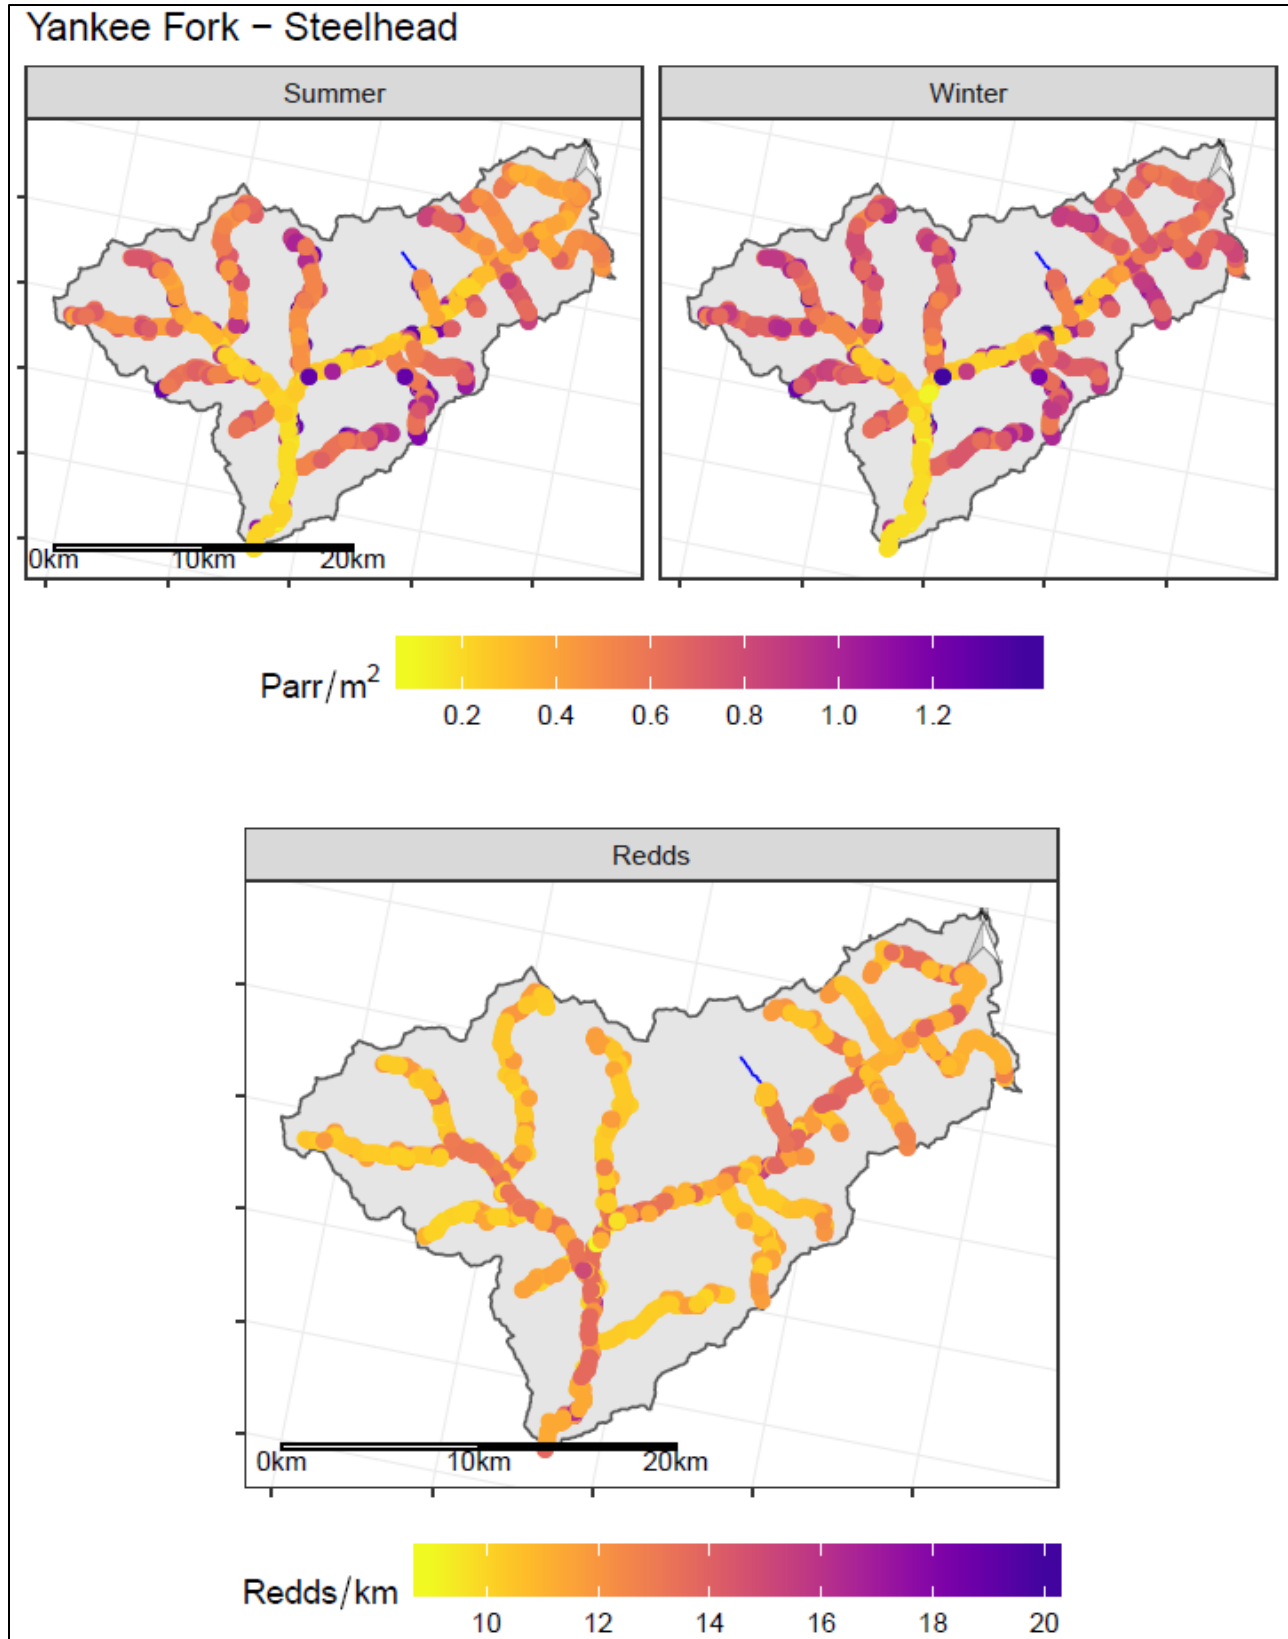 Yankee Fork − Steelhead
Summer
Winter
0km 10km 20km
Parr/m²
0.2 0.4 0.6 0.8 1.0 1.2
Redds
0km 10km 20km
Redds/km
10 12 14 16 18 20